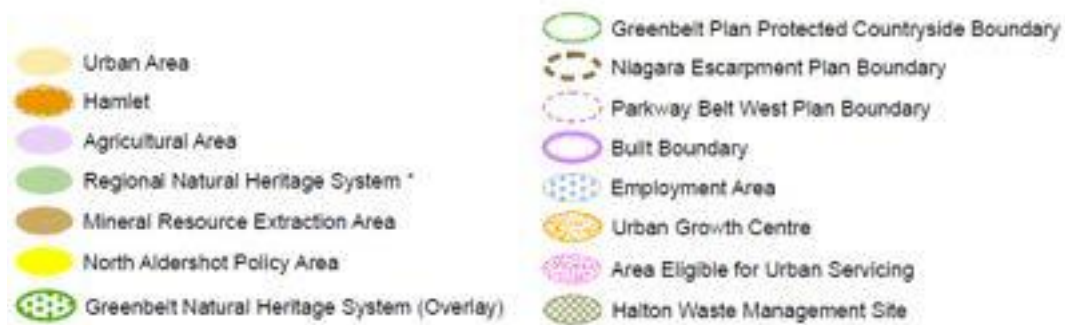 Urban Area
Hamlet
Agricultural Area
Regional Natural Heritage System *
Mineral Resource Extraction Area
North Aldershot Policy Area
Greenbelt Natural Heritage System (Overlay)
Greenbelt Plan Protected Countryside Boundary
Niagara Escarpment Plan Boundary
Parkway Belt West Plan Boundary
Built Boundary
Employment Area
Urban Growth Centre
Area Eligible for Urban Servicing
Halton Waste Management Site